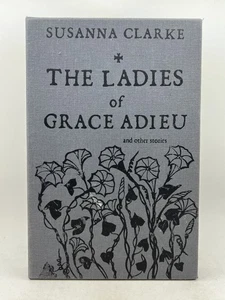 SUSANNA CLARKE
THE LADIES
of
GRACE ADIEU
and other stories